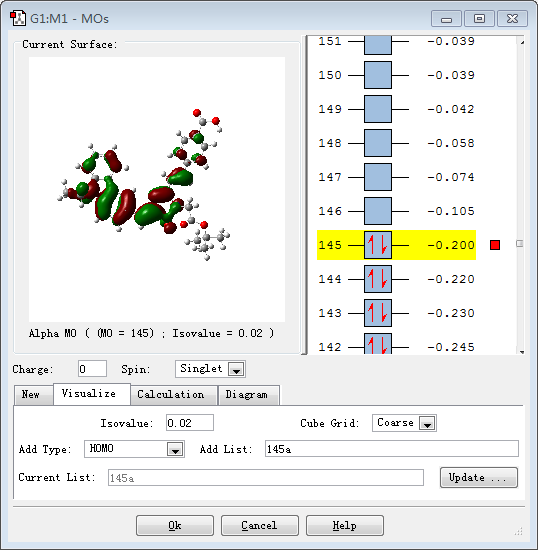 G1:M1 - MOs
Current Surface:
Alpha MO ( (MO = 145) ; Isovalue = 0.02 )
151 -0.039
150 -0.039
149 -0.042
148 -0.058
147 -0.074
146 -0.105
145 -0.200
144 -0.220
143 -0.230
142 -0.245
Charge: 0 Spin: Singlet
New Visualize Calculation Diagram
Isovalue: 0.02 Cube Grid: Coarse
Add Type: HOMO Add List: 145a
Current List: 145a Update ...
Ok Cancel Help